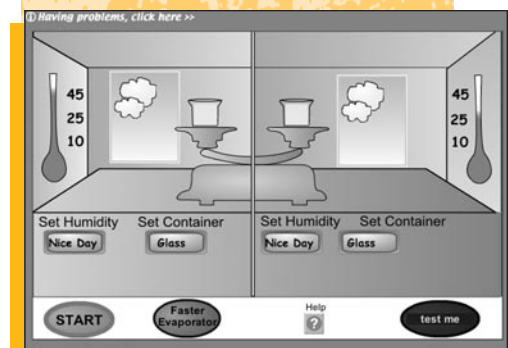 Having problems, click here >>
45
25
10
45
25
10
Set Humidity Set Container
Nice Day Glass
Set Humidity Set Container
Nice Day Glass
START
Faster
Evaporator
Help
?
test me